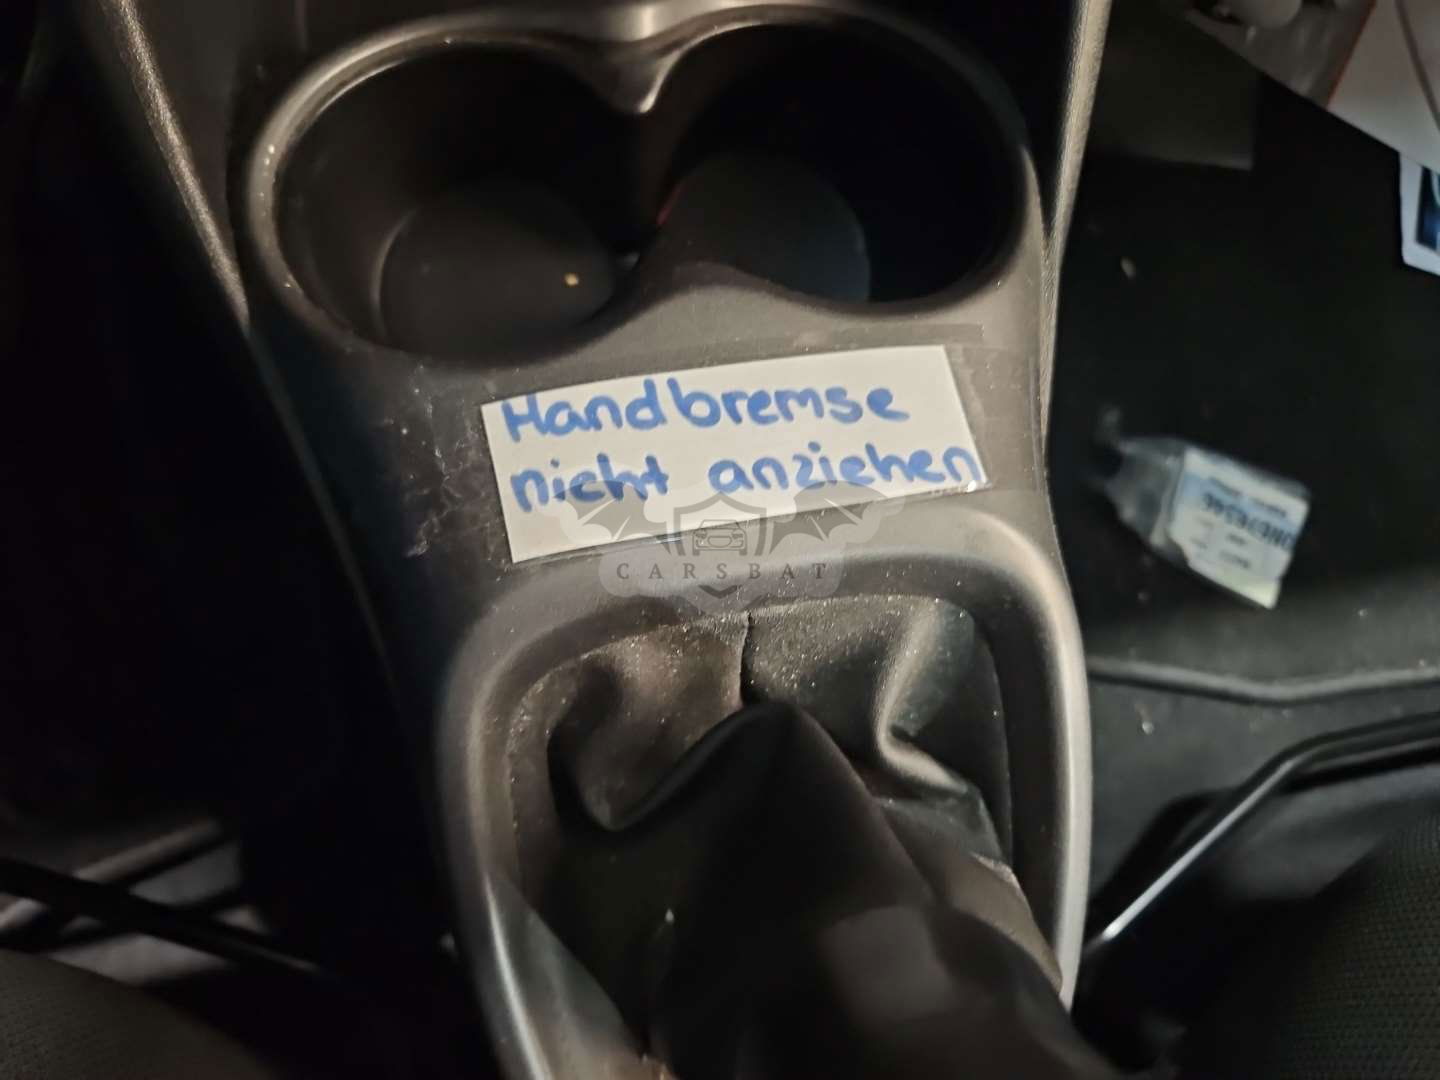 Handbremse
nicht anziehen
CARSBAT